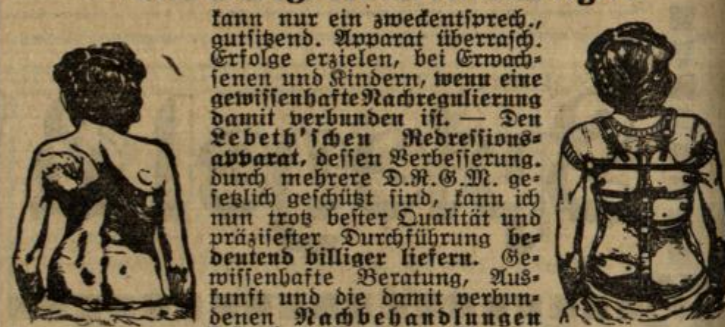 kann nur ein zweckentsprech.,
gutsitzend. Apparat überrasch.
Erfolge erzielen, bei Erwach-
senen und Kindern, wenn eine
gewissenhafte Nachregulierung
damit verbunden ist. — Den
Lebeth'schen Redressions-
apparat, dessen Verbesserung.
durch mehrere D.R.G.M. ge-
setzlich geschützt sind, kann ich
nun trotz bester Qualität und
präzisester Durchführung be-
deutend billiger liefern. Ge-
wissenhafte Beratung, Aus-
kunft und die damit verbun-
denen Nachbehandlungen